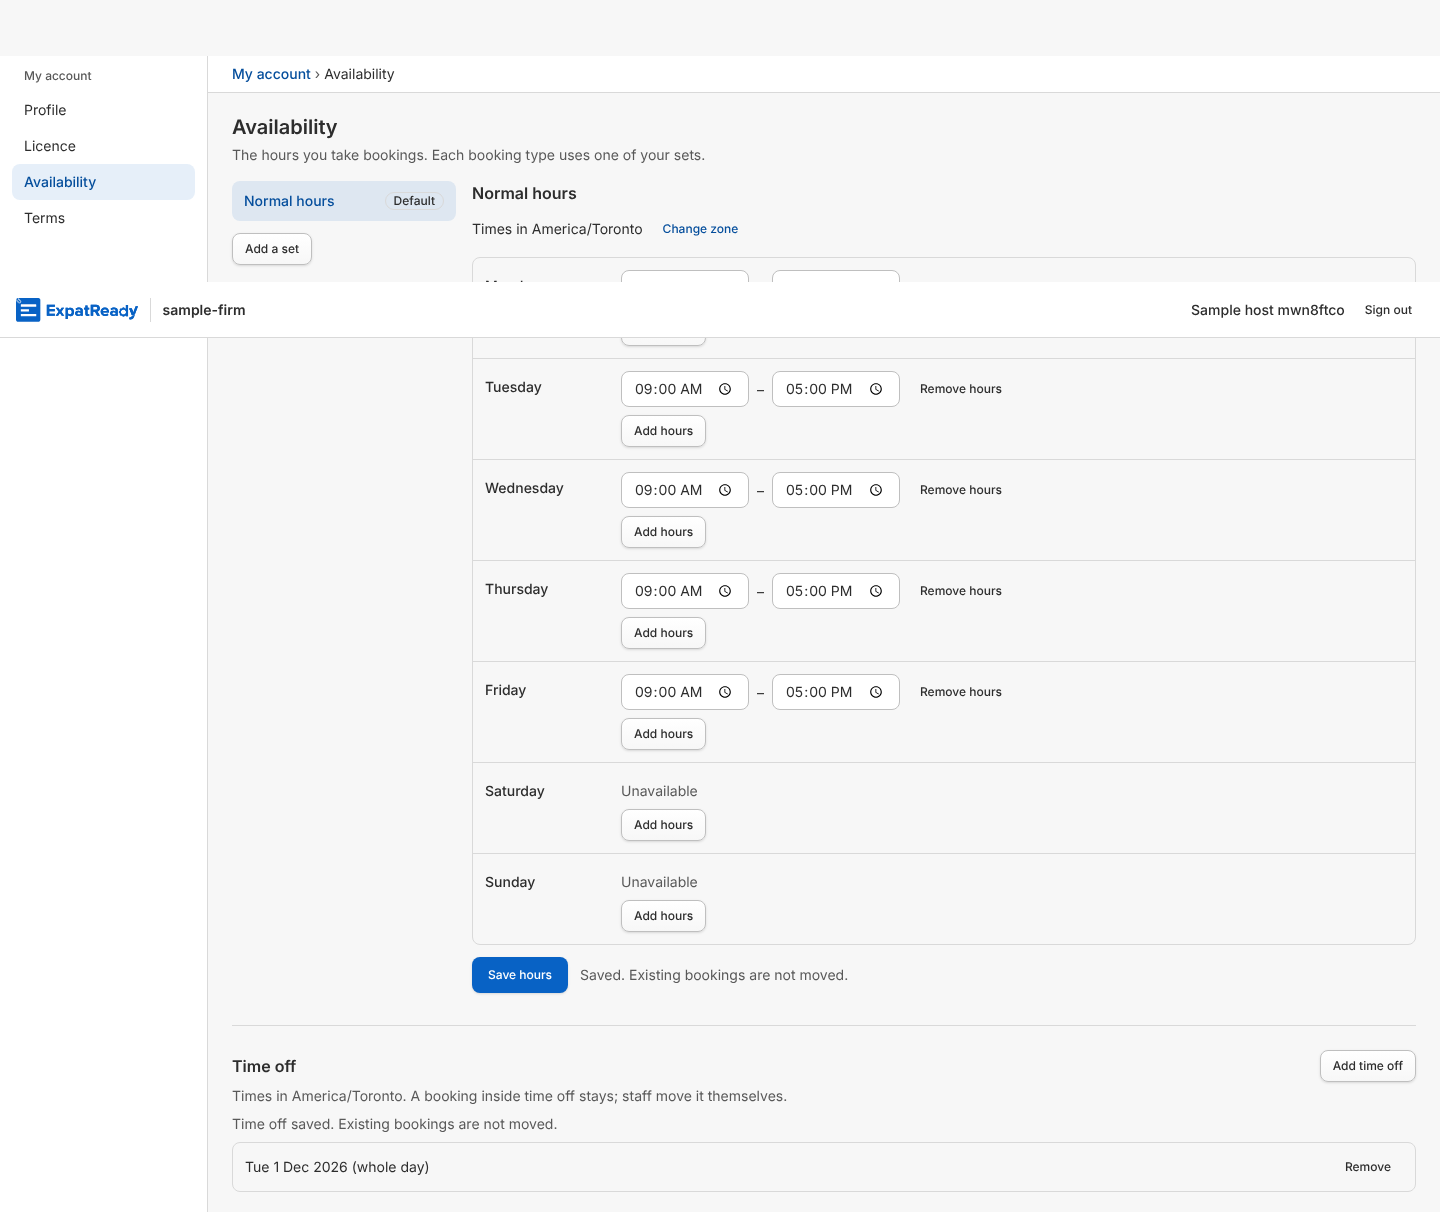 My account
Profile
Licence
Availability
Terms
My account › Availability
Availability
The hours you take bookings. Each booking type uses one of your sets.
Normal hours Default
Add a set
Normal hours
Times in America/Toronto Change zone
ExpatReady sample-firm Sample host mwn8ftco Sign out
Tuesday 09:00 AM – 05:00 PM Remove hours
Add hours
Wednesday 09:00 AM – 05:00 PM Remove hours
Add hours
Thursday 09:00 AM – 05:00 PM Remove hours
Add hours
Friday 09:00 AM – 05:00 PM Remove hours
Add hours
Saturday Unavailable
Add hours
Sunday Unavailable
Add hours
Save hours Saved. Existing bookings are not moved.
Time off Add time off
Times in America/Toronto. A booking inside time off stays; staff move it themselves.
Time off saved. Existing bookings are not moved.
Tue 1 Dec 2026 (whole day) Remove